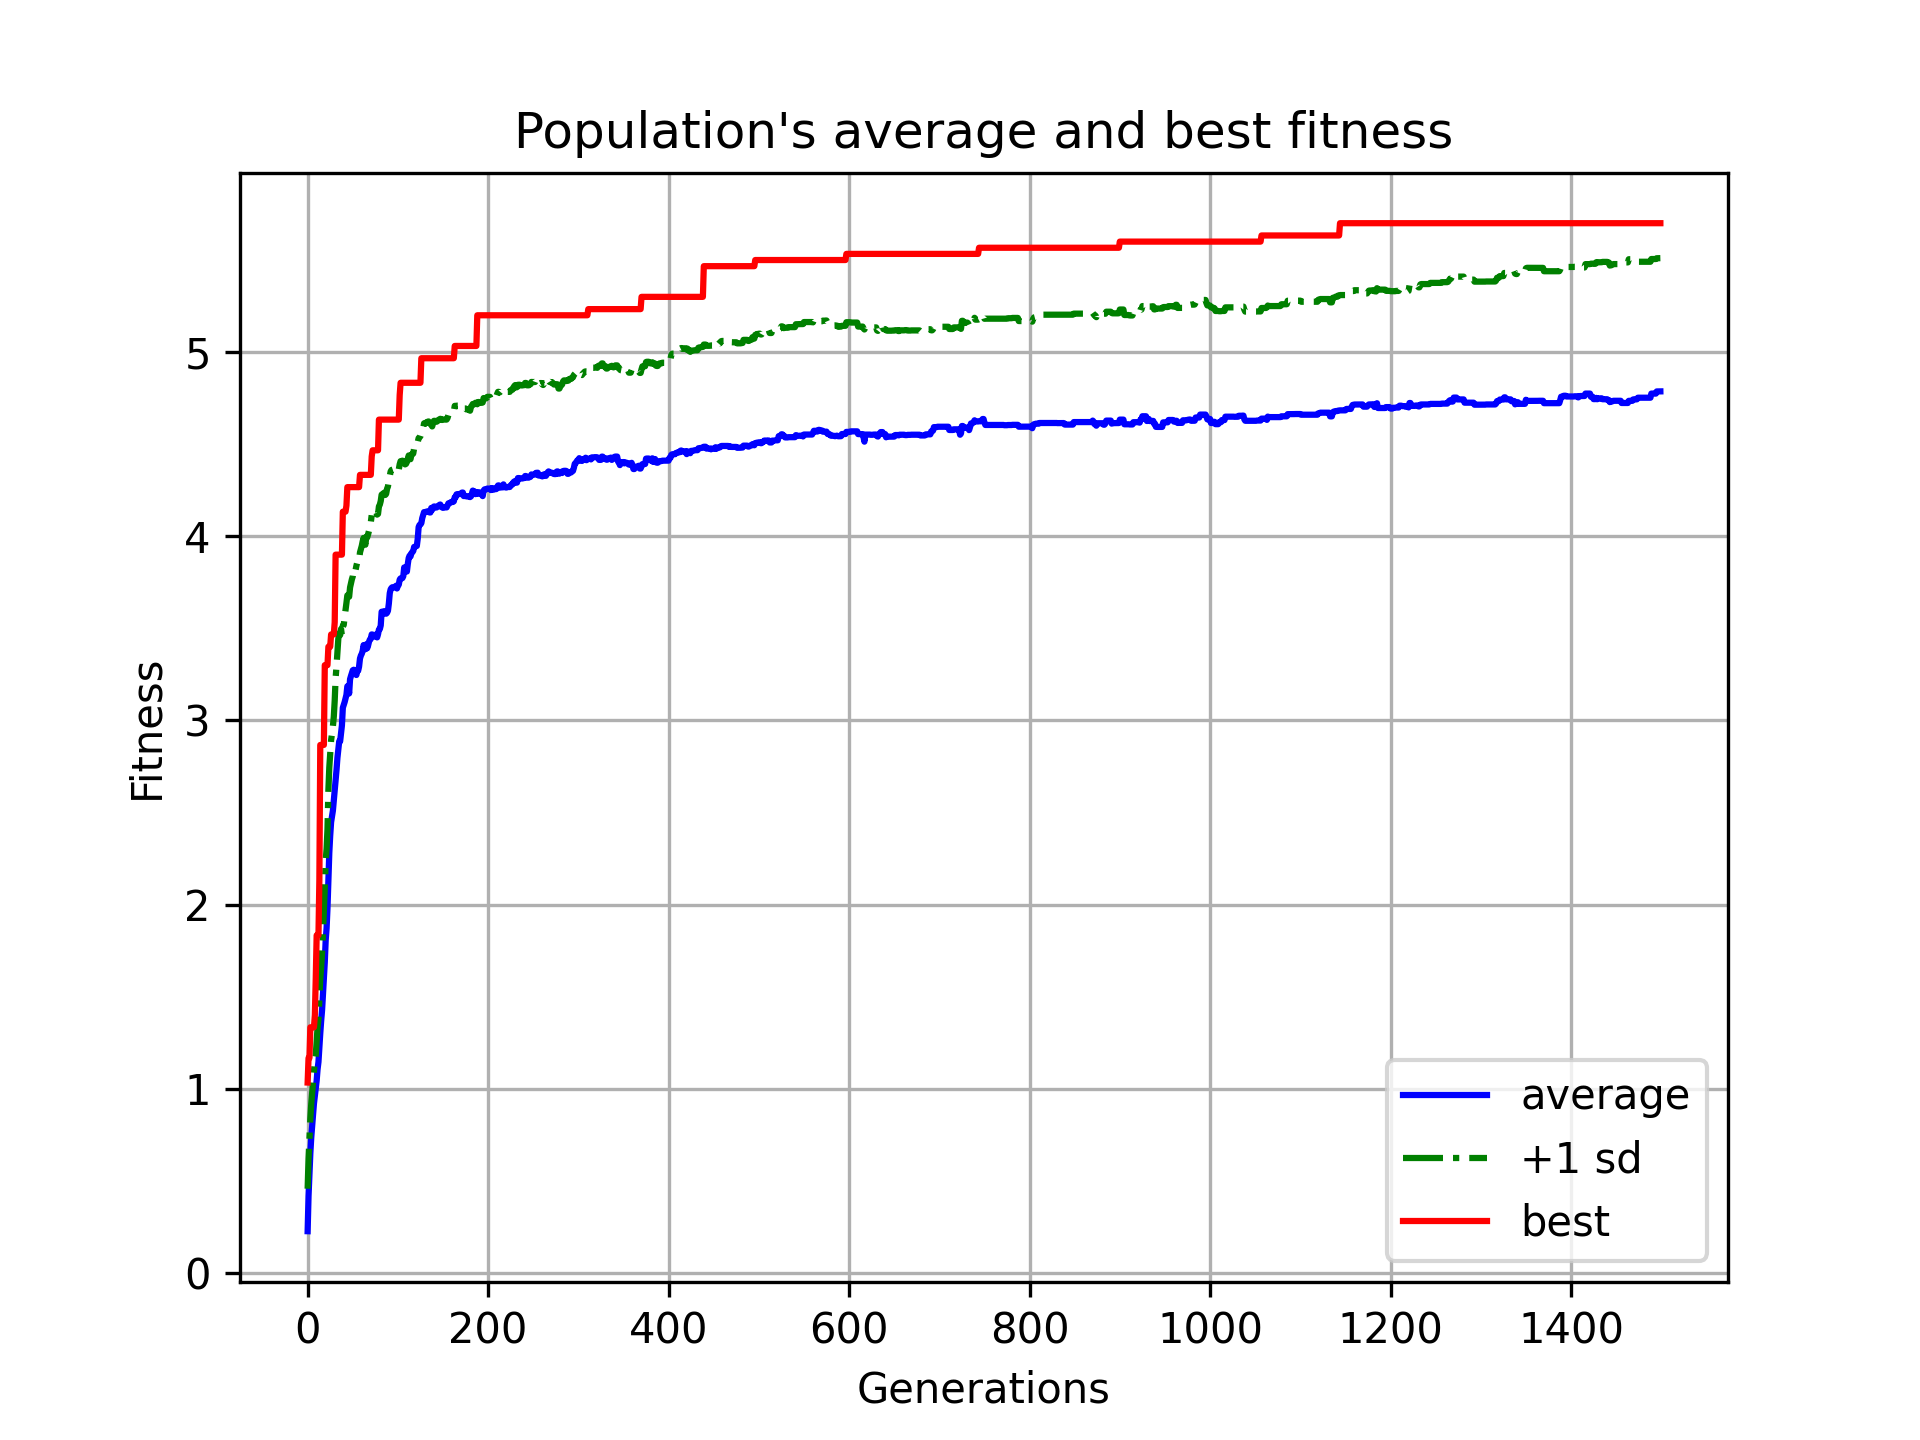 Population's average and best fitness
Fitness
5
4
3
2
1
0
0 200 400 600 800 1000 1200 1400
Generations
average
+1 sd
best